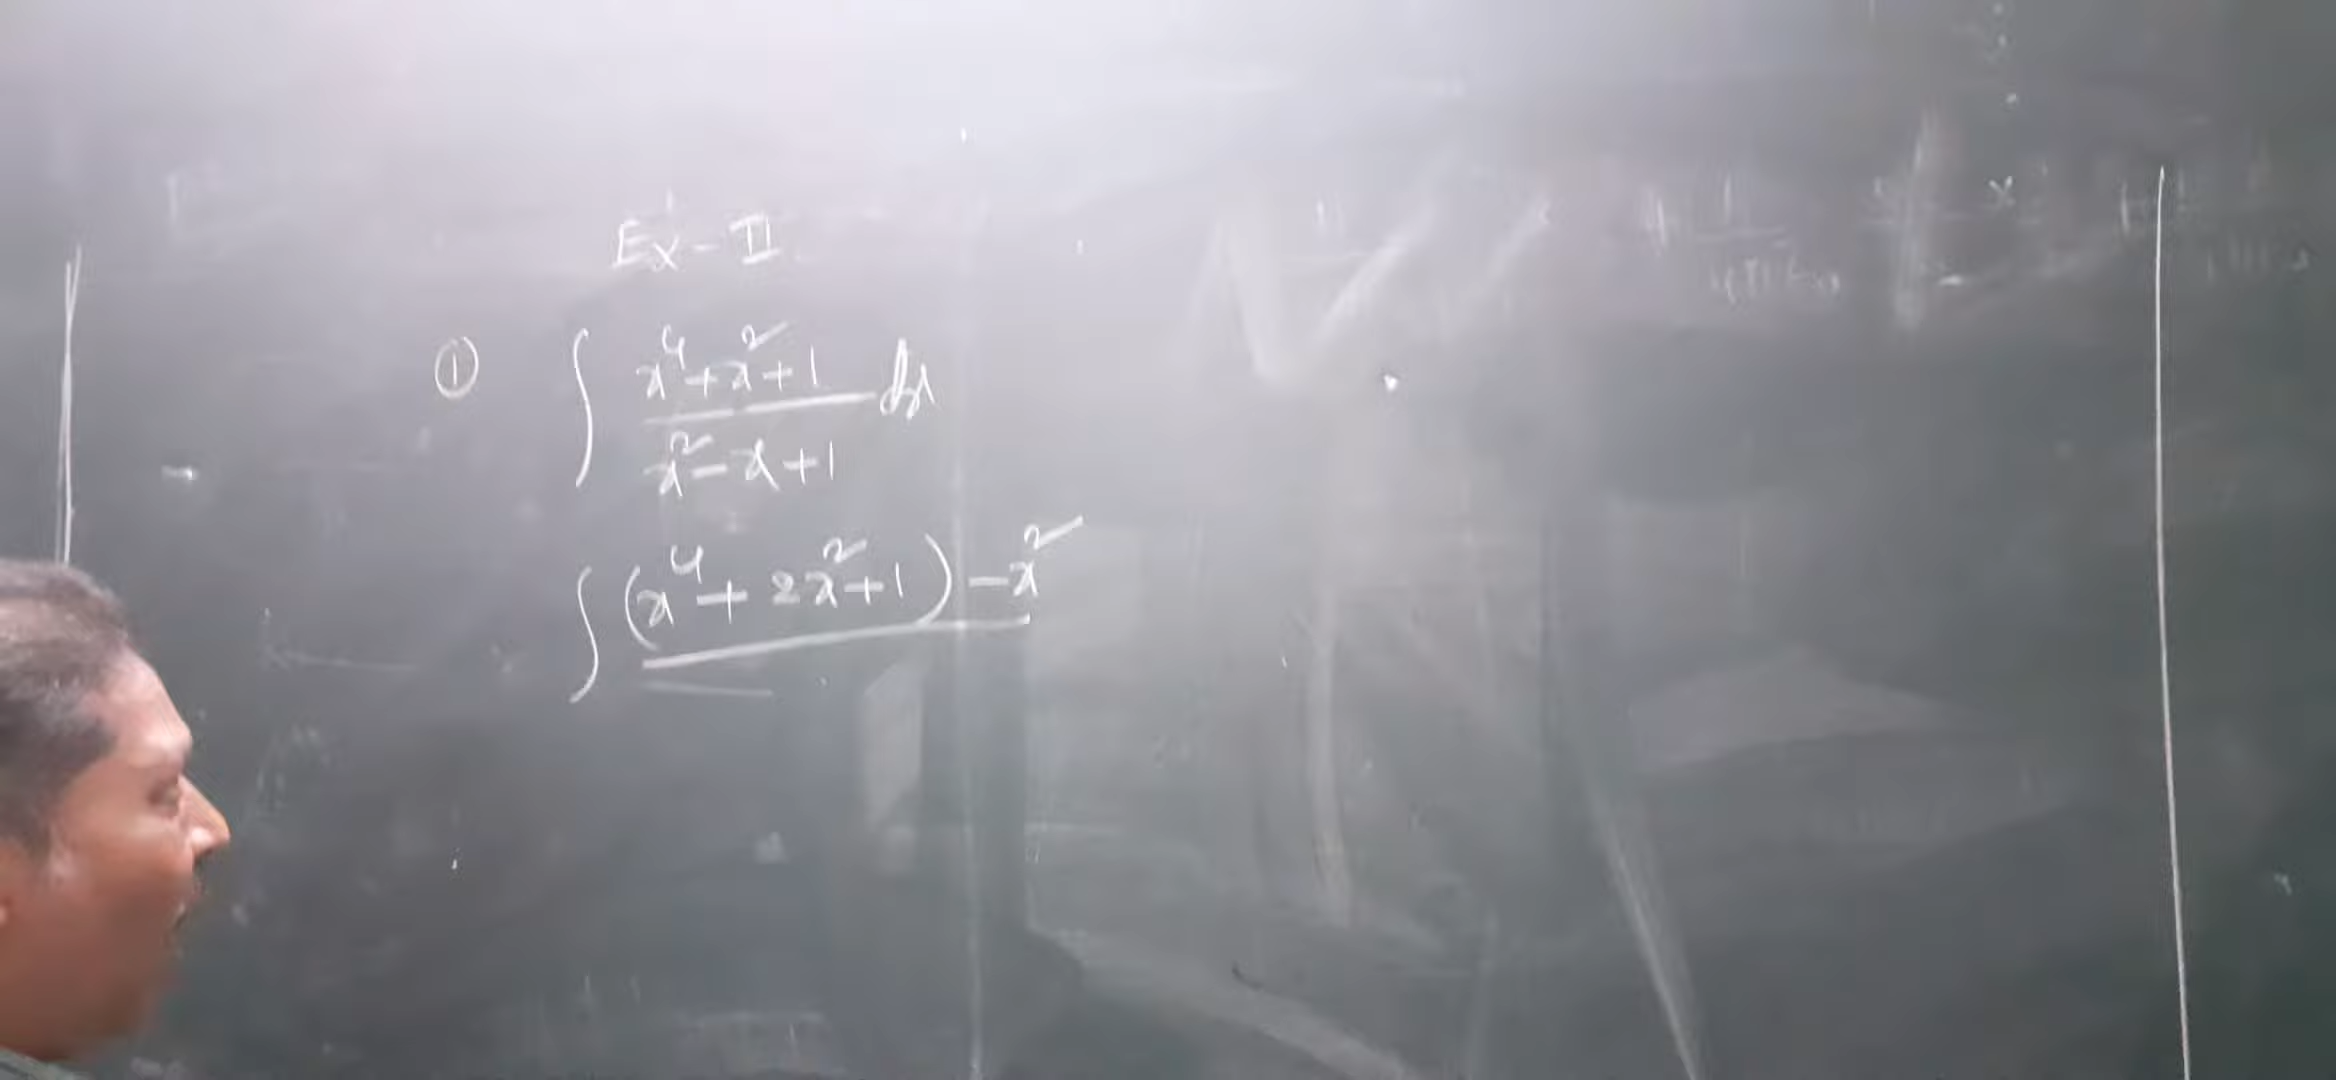 Ex - II
① ∫ (x⁴+x²+1)/(x²-x+1) dx
∫ (x⁴+2x²+1)-x²